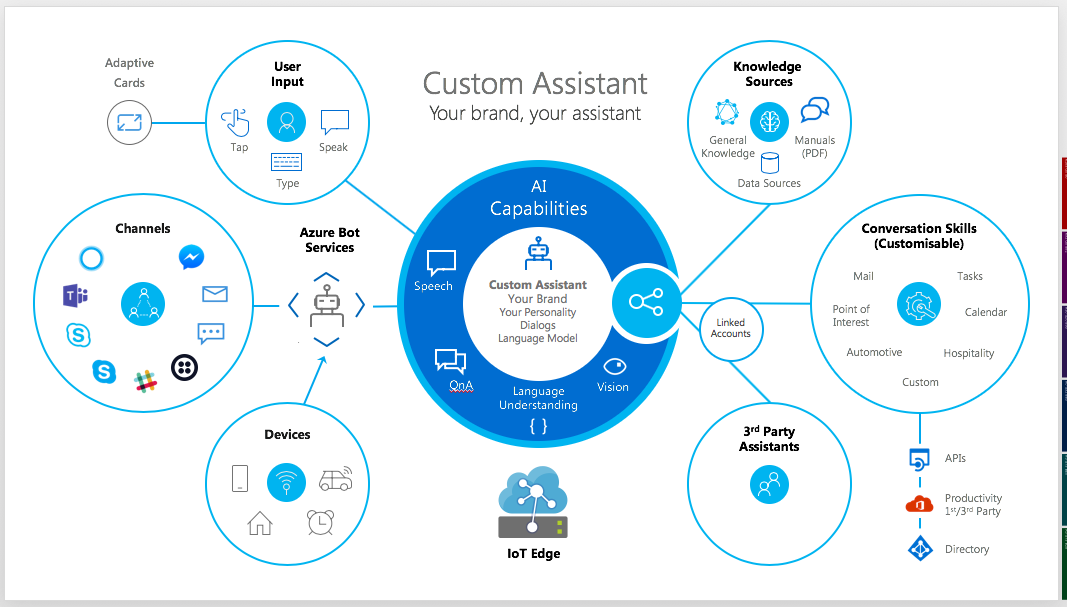 Custom Assistant
Your brand, your assistant
Adaptive
Cards
User
Input
Tap
Speak
Type
Knowledge
Sources
General
Knowledge
Manuals
(PDF)
Data Sources
Channels
Azure Bot
Services
AI
Capabilities
Speech
Custom Assistant
Your Brand
Your Personality
Dialogs
Language Model
QnA
Language
Understanding
{ }
Vision
Linked
Accounts
Conversation Skills
(Customisable)
Mail
Tasks
Point of
Interest
Calendar
Automotive
Hospitality
Custom
Devices
IoT Edge
3rd Party
Assistants
APIs
Productivity
1st/3rd Party
Directory